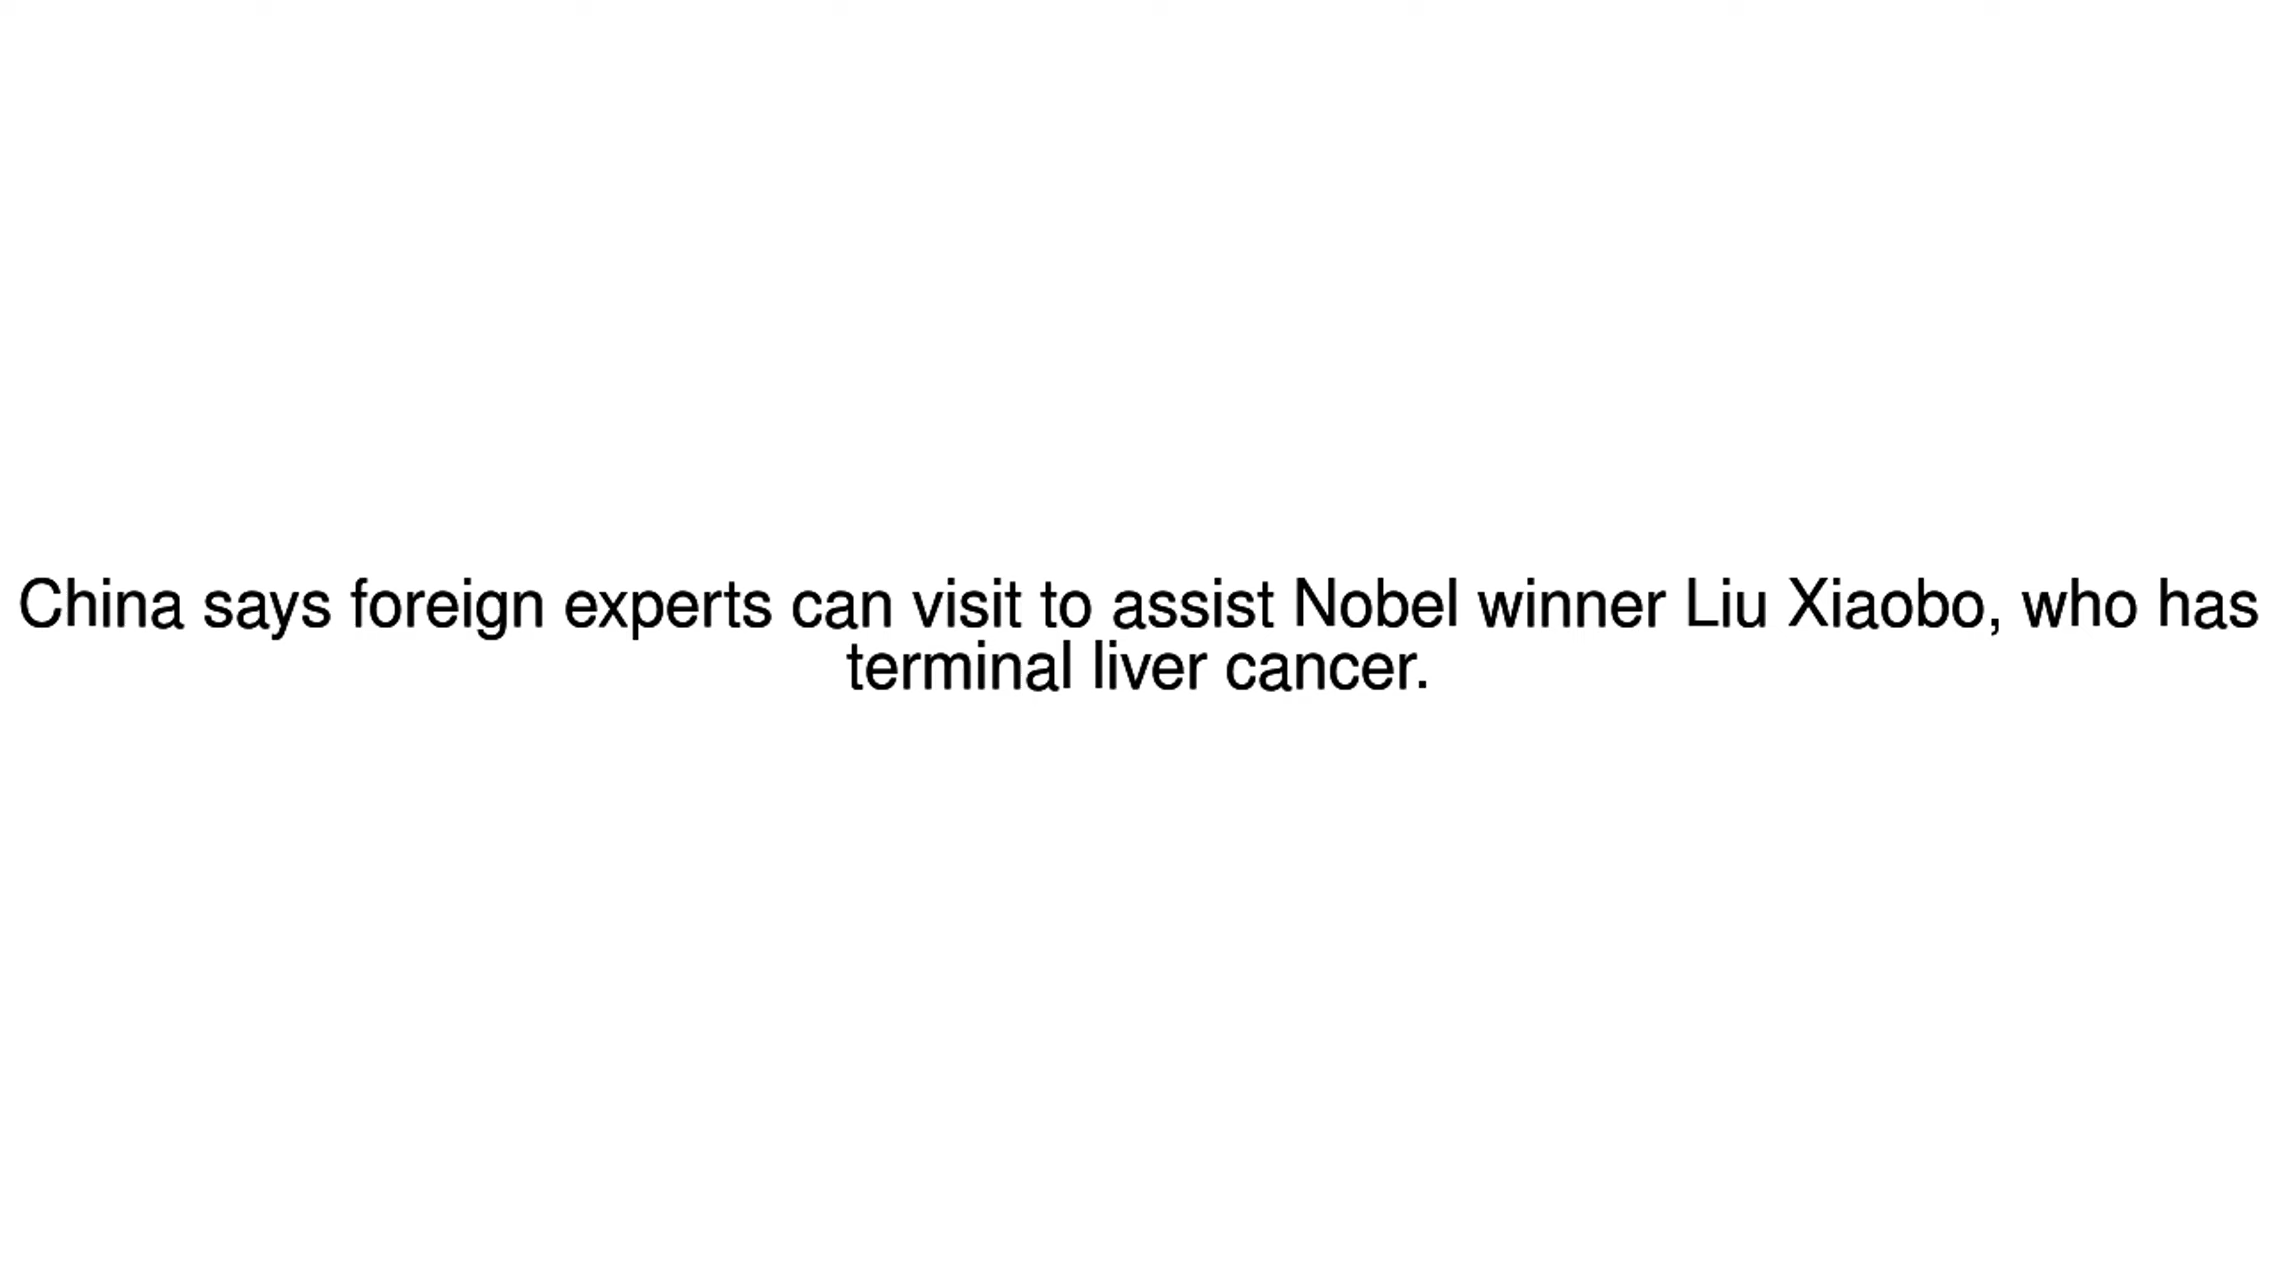 China says foreign experts can visit to assist Nobel winner Liu Xiaobo, who has
terminal liver cancer.